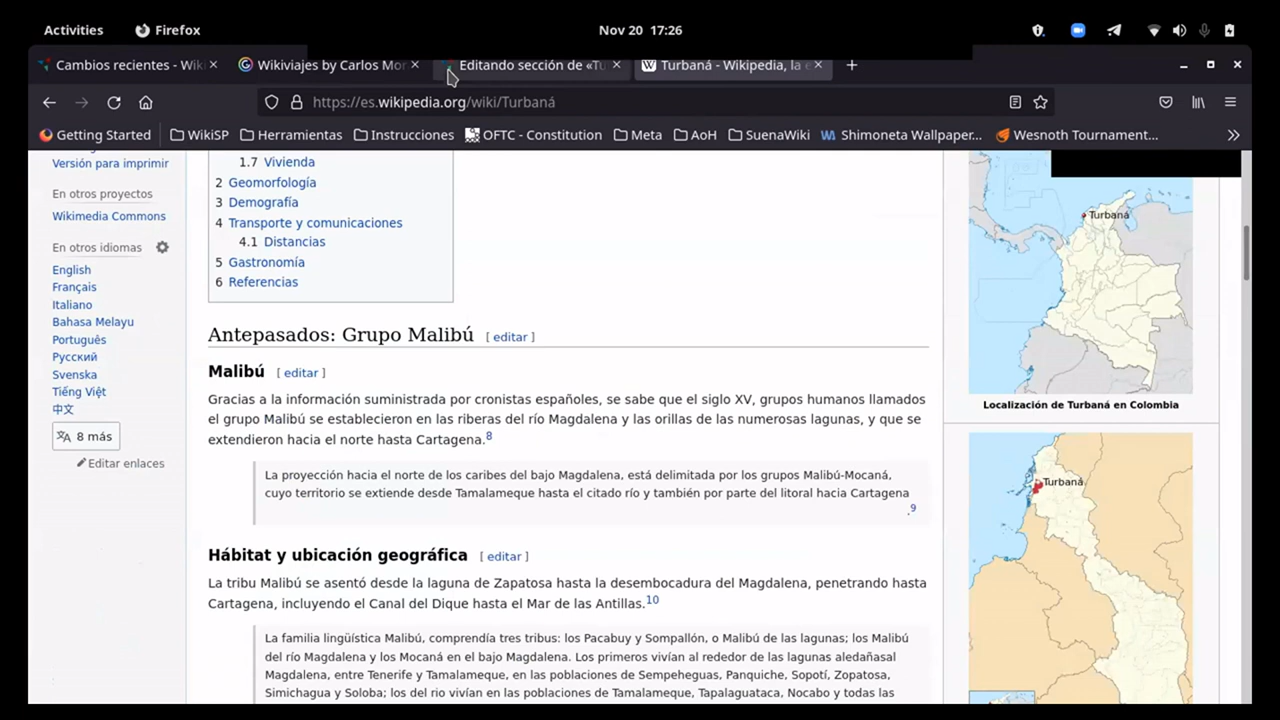 Activities Firefox Nov 20 17:26
Cambios recientes - Wiki Wikiviajes by Carlos Mor Editando sección de «Tu Turbaná - Wikipedia, la e
https://es.wikipedia.org/wiki/Turbaná
Getting Started WikiSP Herramientas Instrucciones OFTC - Constitution Meta AoH SuenaWiki Shimoneta Wallpaper... Wesnoth Tournament...
Versión para imprimir
En otros proyectos
Wikimedia Commons
En otros idiomas
English
Français
Italiano
Bahasa Melayu
Português
Русский
Svenska
Tiếng Việt
中文
8 más
Editar enlaces
1.7 Vivienda
2 Geomorfología
3 Demografía
4 Transporte y comunicaciones
4.1 Distancias
5 Gastronomía
6 Referencias
Antepasados: Grupo Malibú [ editar ]
Malibú [ editar ]
Gracias a la información suministrada por cronistas españoles, se sabe que el siglo XV, grupos humanos llamados
el grupo Malibú se establecieron en las riberas del río Magdalena y las orillas de las numerosas lagunas, y que se
extendieron hacia el norte hasta Cartagena.8
La proyección hacia el norte de los caribes del bajo Magdalena, está delimitada por los grupos Malibú-Mocaná,
cuyo territorio se extiende desde Tamalameque hasta el citado río y también por parte del litoral hacia Cartagena
.9
Hábitat y ubicación geográfica [ editar ]
La tribu Malibú se asentó desde la laguna de Zapatosa hasta la desembocadura del Magdalena, penetrando hasta
Cartagena, incluyendo el Canal del Dique hasta el Mar de las Antillas.10
La familia lingüística Malibú, comprendía tres tribus: los Pacabuy y Sompallón, o Malibú de las lagunas; los Malibú
del río Magdalena y los Mocaná en el bajo Magdalena. Los primeros vivían al rededor de las lagunas aledañasal
Magdalena, entre Tenerife y Tamalameque, en las poblaciones de Sempeheguas, Panquiche, Sopotí, Zapatosa,
Simichagua y Soloba; los del rio vivían en las poblaciones de Tamalameque, Tapalaguataca, Nocabo y todas las
Turbaná
Localización de Turbaná en Colombia
Turbaná